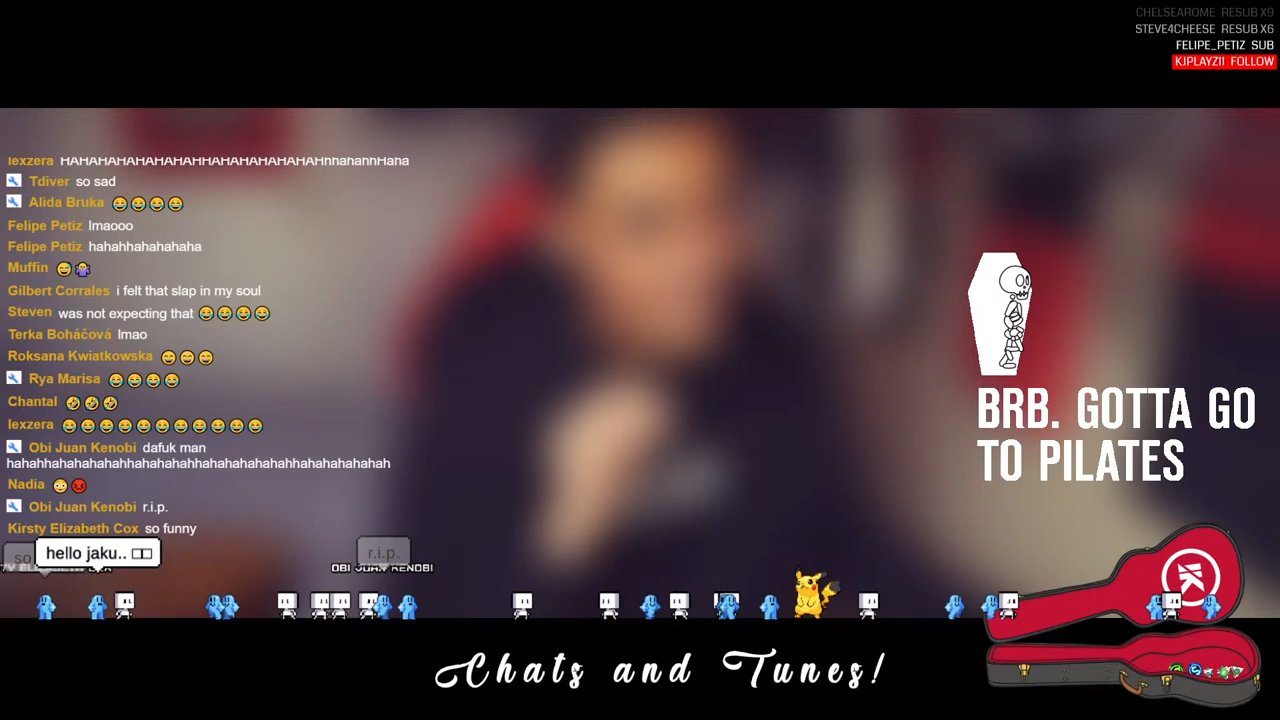 CHELSEAROME RESUB X9
STEVE4CHEESE RESUB X6
FELIPE_PETIZ SUB
KJPLAYZ11 FOLLOW
lexzera HAHAHAHAHAHAHAHHAHAHAHAHAHAHnhahahnHaha
Tdiver so sad
Alida Bruka 😂 😂 😂 😂
Felipe Petiz lmaooo
Felipe Petiz hahahhahahahaha
Muffin 😅 🤷‍♀️
Gilbert Corrales i felt that slap in my soul
Steven was not expecting that 😂 😂 😂 😂
Terka Boháčová lmao
Roksana Kwiatkowska 😄 😄 😄
Rya Marisa 😂 😂 😂 😂
Chantal 🤣 🤣 🤣
lexzera 😂 😂 😂 😂 😂 😂 😂 😂 😂 😂 😂
Obi Juan Kenobi dafuk man
hahahhahahahahahhahahahahhahahahahahahhahahahahah
Nadia 😳 😡
Obi Juan Kenobi r.i.p.
Kirsty Elizabeth Cox so funny
BRB. GOTTA GO
TO PILATES
so
hello jaku..
r.i.p.
OBI JUAN KENOBI
Chats and Tunes!